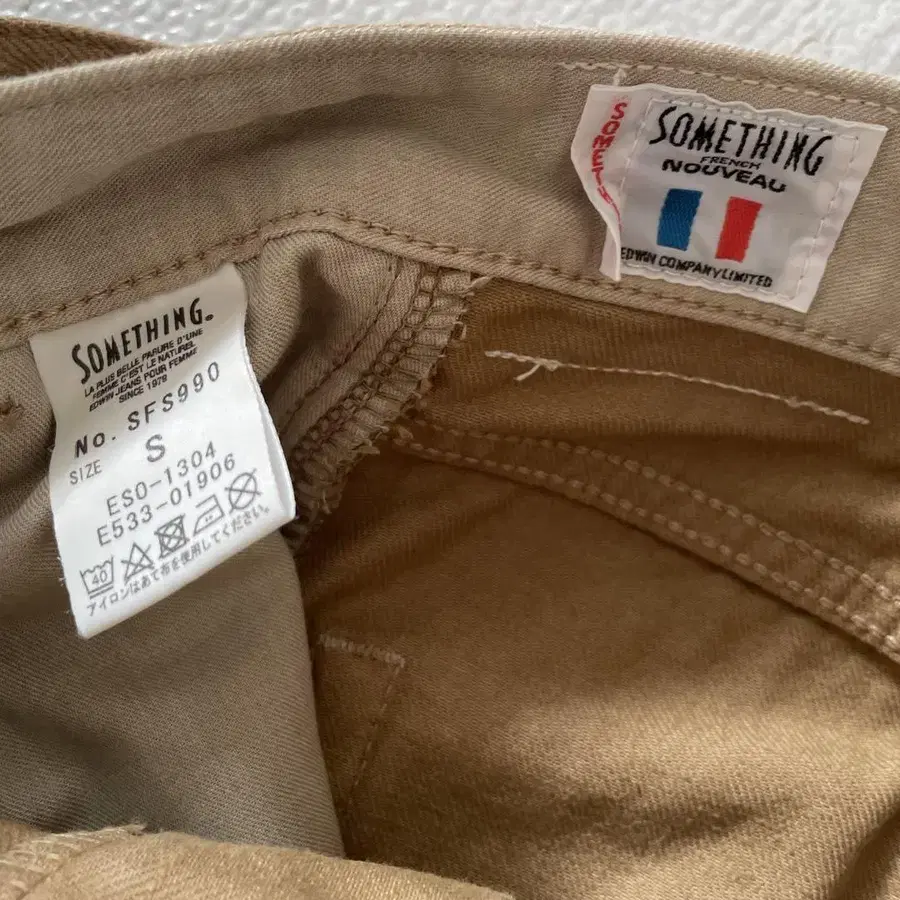 SOMETHING
FRENCH
NOUVEAU
EDWIN COMPANY LIMITED
SOMETH
SOMETHING.
LA PLUS BELLE PARURE D'UNE
FEMME C'EST LE NATUREL
EDWIN JEANS POUR FEMME
SINCE 1978
No. SFS990
SIZE S
ESO-1304
E533-01906
40
アイロンはあて布を使用してください。